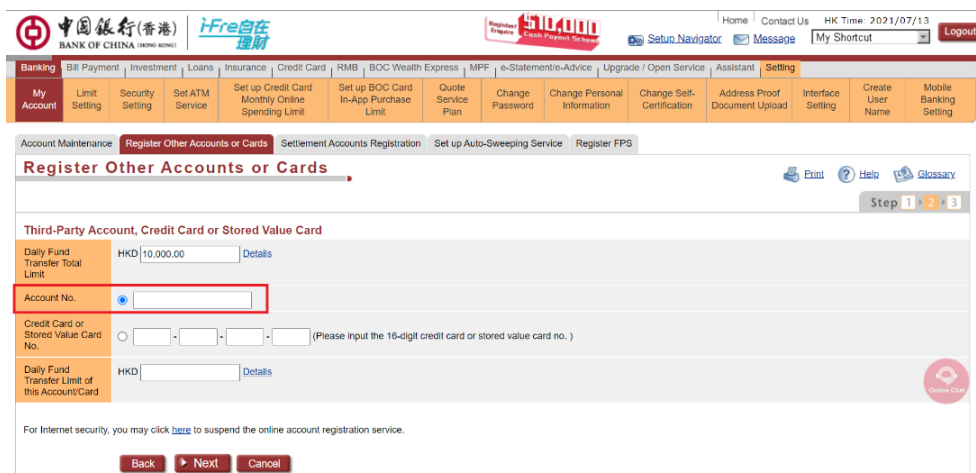 中國銀行(香港)
BANK OF CHINA (HONG KONG)
i-Free自在
理財
Register/
Enquire
$10,000
Cash Payout Scheme
Home
Contact Us
HK Time: 2021/07/13
Setup Navigator
Message
My Shortcut
Logout
Banking
Bill Payment
Investment
Loans
Insurance
Credit Card
RMB
BOC Wealth Express
MPF
e-Statement/e-Advice
Upgrade / Open Service
Assistant
Setting
My
Account
Limit
Setting
Security
Setting
Set ATM
Service
Set up Credit Card
Monthly Online
Spending Limit
Set up BOC Card
In-App Purchase
Limit
Quote
Service
Plan
Change
Password
Change Personal
Information
Change Self-
Certification
Address Proof
Document Upload
Interface
Setting
Create
User
Name
Mobile
Banking
Setting
Account Maintenance
Register Other Accounts or Cards
Settlement Accounts Registration
Set up Auto-Sweeping Service
Register FPS
Register Other Accounts or Cards
Print
Help
Glossary
Step 1 2 3
Third-Party Account, Credit Card or Stored Value Card
Daily Fund
Transfer Total
Limit
HKD 10,000.00
Details
Account No.
Credit Card or
Stored Value Card
No.
- - - (Please input the 16-digit credit card or stored value card no. )
Daily Fund
Transfer Limit of
this Account/Card
HKD
Details
Online Chat
For Internet security, you may click here to suspend the online account registration service.
Back
Next
Cancel